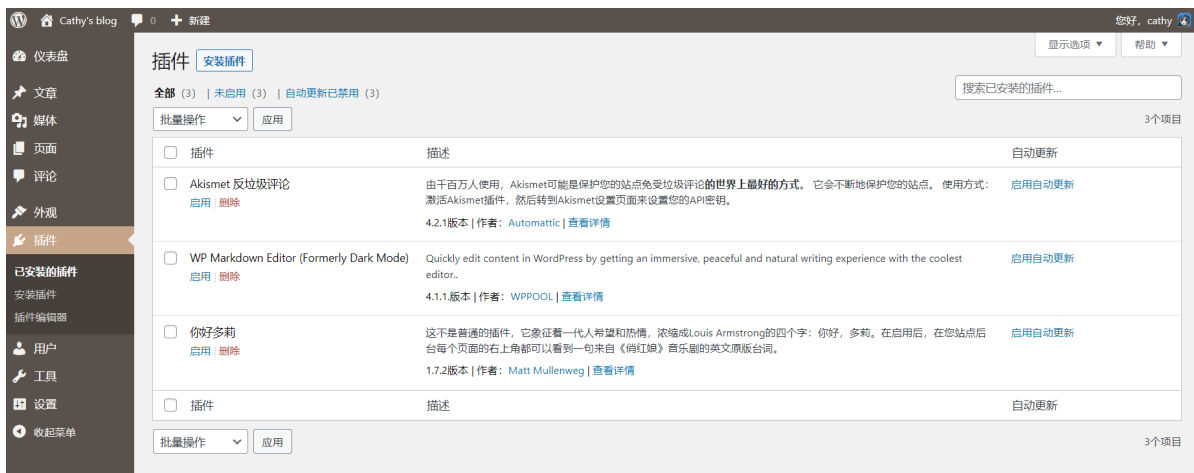 Cathy's blog 0 新建 您好，cathy
仪表盘
文章
媒体
页面
评论
外观
插件
已安装的插件
安装插件
插件编辑器
用户
工具
设置
收起菜单
显示选项 帮助
插件 安装插件
全部 (3) | 未启用 (3) | 自动更新已禁用 (3)
搜索已安装的插件...
批量操作 应用 3个项目
插件 描述 自动更新
Akismet 反垃圾评论
启用 | 删除
由千百万人使用，Akismet可能是保护您的站点免受垃圾评论的世界上最好的方式。 它会不断地保护您的站点。 使用方式：
激活Akismet插件，然后转到Akismet设置页面来设置您的API密钥。
4.2.1版本 | 作者：Automattic | 查看详情
启用自动更新
WP Markdown Editor (Formerly Dark Mode)
启用 | 删除
Quickly edit content in WordPress by getting an immersive, peaceful and natural writing experience with the coolest
editor..
4.1.1.版本 | 作者：WPPOOL | 查看详情
启用自动更新
你好多莉
启用 | 删除
这不是普通的插件，它象征着一代人希望和热情，浓缩成Louis Armstrong的四个字：你好，多莉。在启用后，在您站点后
台每个页面的右上角都可以看到一句来自《俏红娘》音乐剧的英文原版台词。
1.7.2版本 | 作者：Matt Mullenweg | 查看详情
启用自动更新
插件 描述 自动更新
批量操作 应用 3个项目